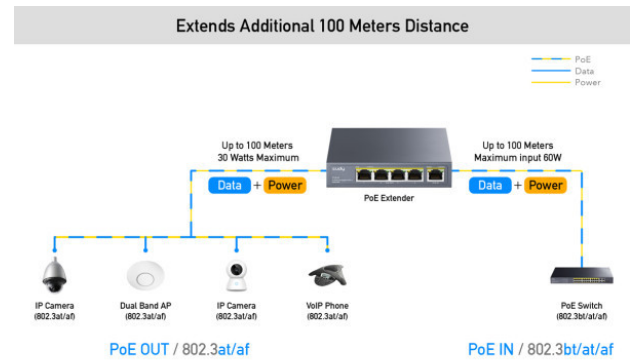 Extends Additional 100 Meters Distance
PoE
Data
Power
Up to 100 Meters
30 Watts Maximum
Data + Power
PoE Extender
Up to 100 Meters
Maximum input 60W
Data + Power
IP Camera
(802.3at/af)
Dual Band AP
(802.3at/af)
IP Camera
(802.3at/af)
VoIP Phone
(802.3at/af)
PoE Switch
(802.3bt/at/af)
PoE OUT / 802.3at/af
PoE IN / 802.3bt/at/af